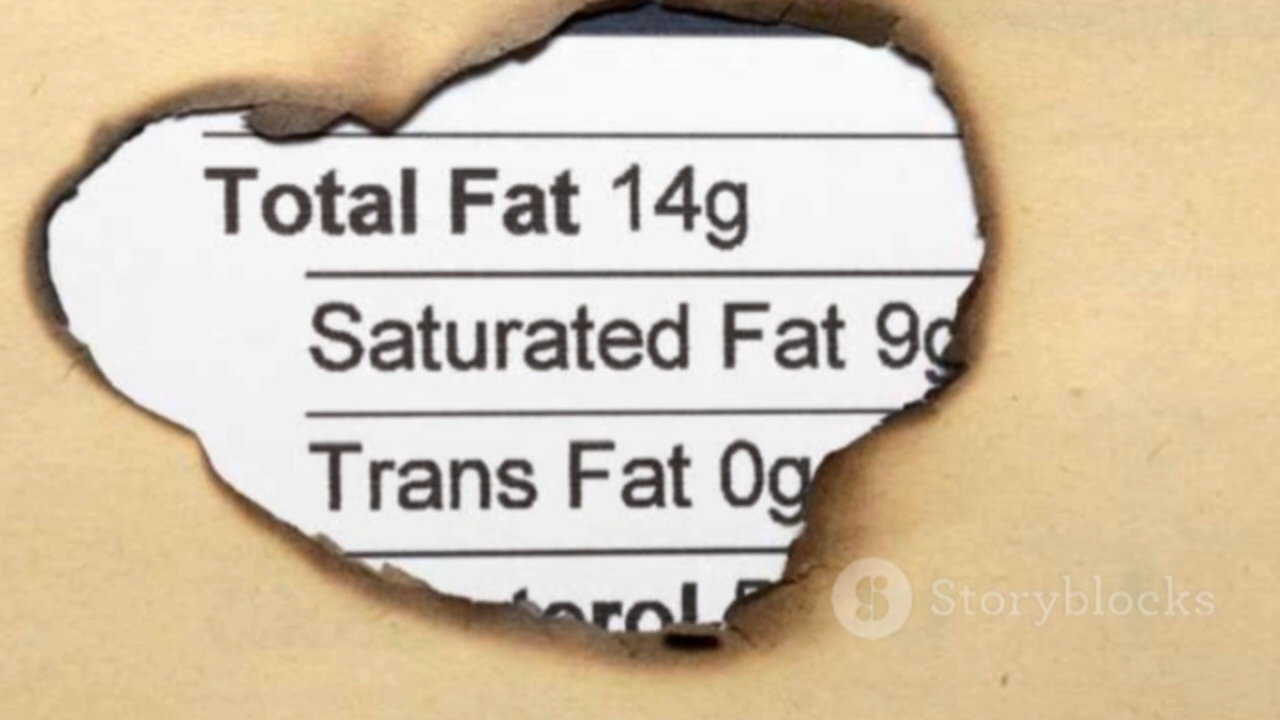 Total Fat 14g
Saturated Fat 9g
Trans Fat 0g
Storyblocks